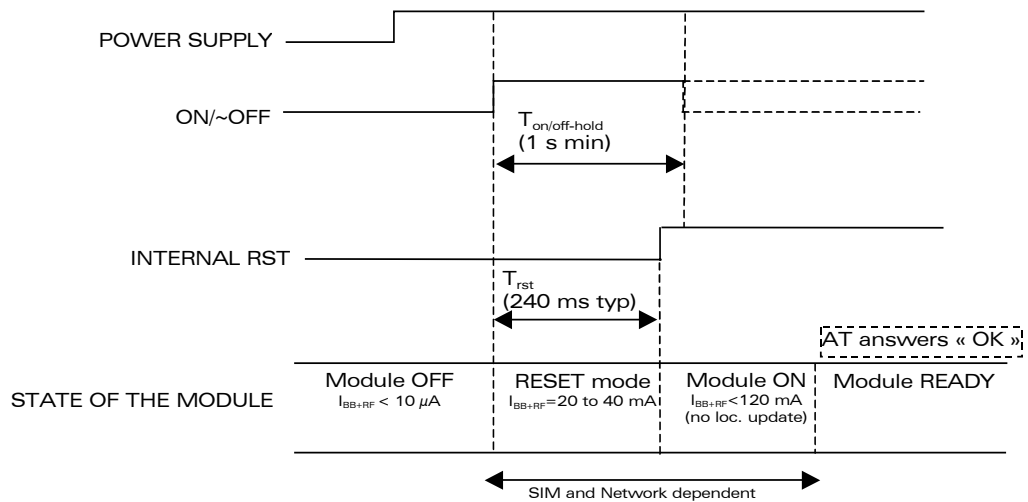 POWER SUPPLY
ON/~OFF
Ton/off-hold
(1 s min)
INTERNAL RST
Trst
(240 ms typ)
AT answers « OK »
STATE OF THE MODULE
Module OFF
IBB+RF < 10 µA
RESET mode
IBB+RF=20 to 40 mA
Module ON
IBB+RF<120 mA
(no loc. update)
Module READY
SIM and Network dependent